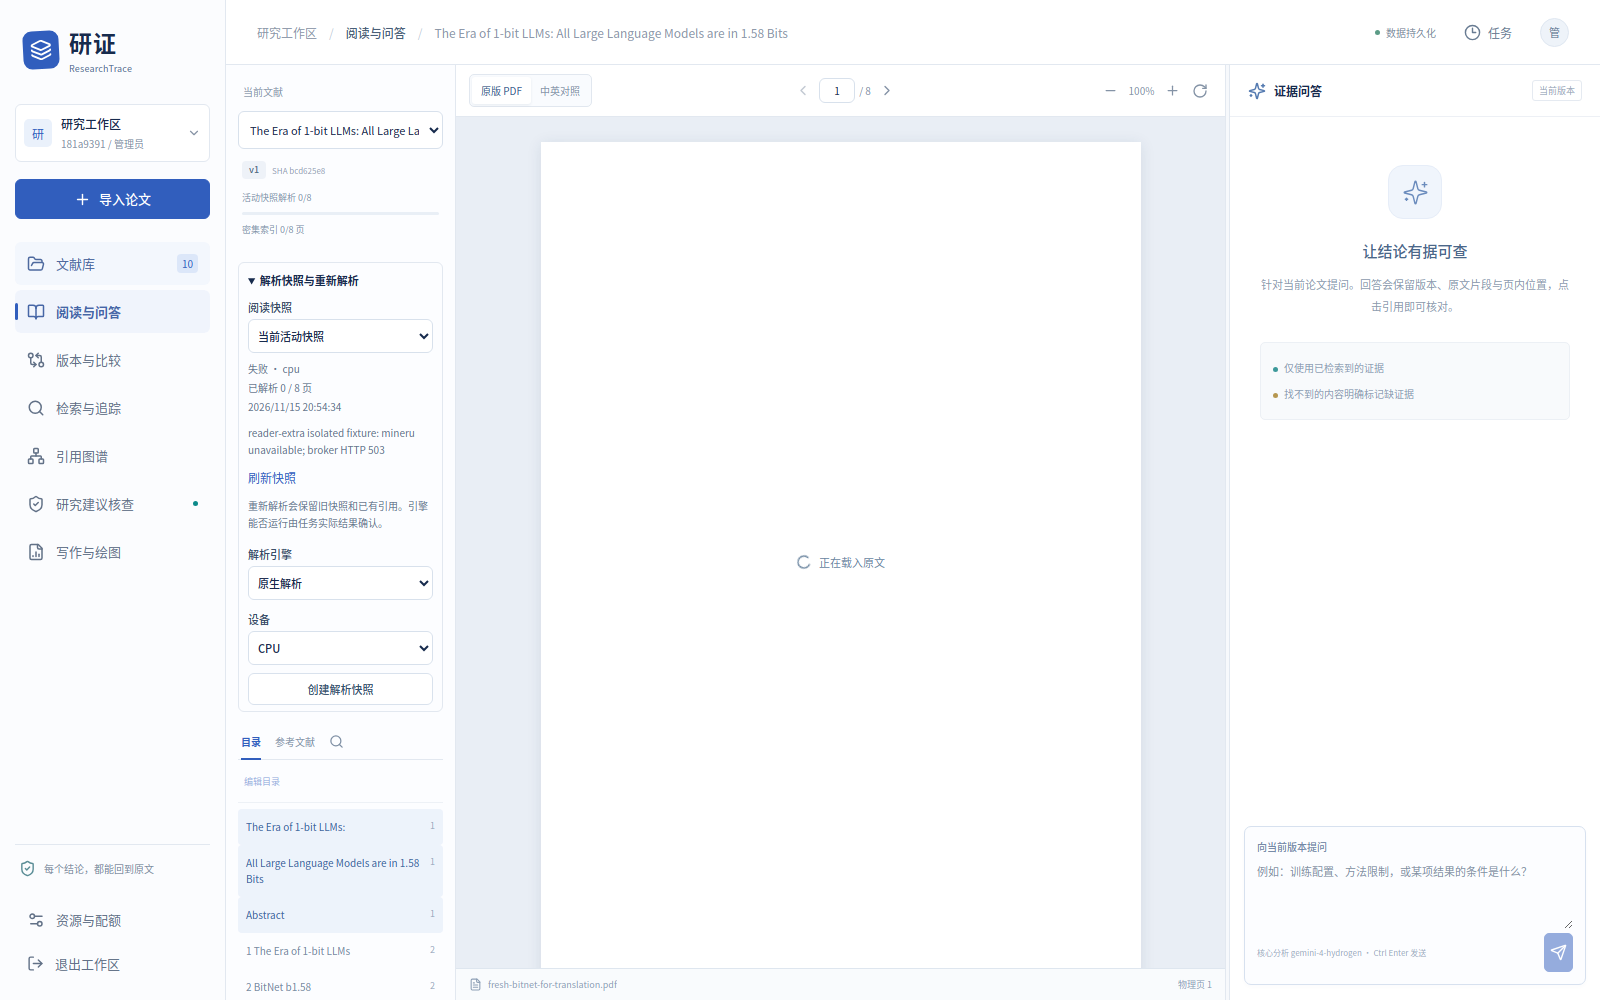 研证
ResearchTrace
研
研究工作区
181a9391 / 管理员
导入论文
文献库
10
阅读与问答
版本与比较
检索与追踪
引用图谱
研究建议核查
写作与绘图
每个结论，都能回到原文
资源与配额
退出工作区
研究工作区 / 阅读与问答 / The Era of 1-bit LLMs: All Large Language Models are in 1.58 Bits
数据持久化
任务
管
当前文献
The Era of 1-bit LLMs: All Large La
v1 SHA bcd625e8
活动快照解析 0/8
密集索引 0/8 页
▼ 解析快照与重新解析
阅读快照
当前活动快照
失败 · cpu
已解析 0 / 8 页
2026/11/15 20:54:34
reader-extra isolated fixture: mineru
unavailable; broker HTTP 503
刷新快照
重新解析会保留旧快照和已有引用。引擎
能否运行由任务实际结果确认。
解析引擎
原生解析
设备
CPU
创建解析快照
目录 参考文献
编辑目录
The Era of 1-bit LLMs: 1
All Large Language Models are in 1.58 1
Bits
Abstract 1
1 The Era of 1-bit LLMs 2
2 BitNet b1.58 2
原版 PDF 中英对照
1 / 8
100%
正在载入原文
fresh-bitnet-for-translation.pdf
物理页 1
证据问答
当前版本
让结论有据可查
针对当前论文提问。回答会保留版本、原文片段与页内位置，点
击引用即可核对。
仅使用已检索到的证据
找不到的内容明确标记缺证据
向当前版本提问
例如：训练配置、方法限制，或某项结果的条件是什么？
核心分析 gemini-4-hydrogen · Ctrl Enter 发送